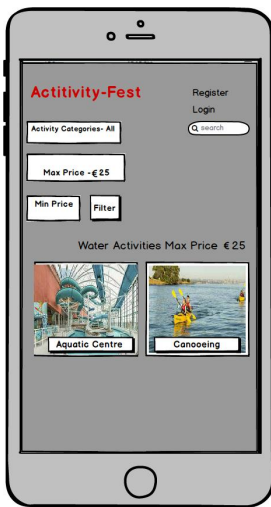 Actitivity-Fest
Register
Login
search
Activity Categories- All
Max Price -€25
Min Price
Filter
Water Activities Max Price €25
Aquatic Centre
Canooeing